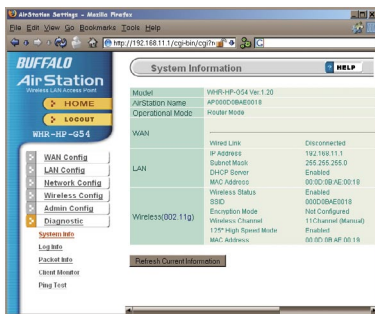 AirStation Settings - Mozilla Firefox
File Edit View Go Bookmarks Tools Help
http://192.168.11.1/cgi-bin/cgi?
BUFFALO
AirStation
Wireless LAN Access Point
HOME
LOGOUT
WHR-HP-G54
WAN Config
LAN Config
Network Config
Wireless Config
Admin Config
Diagnostic
System Info
Log Info
Packet Info
Client Monitor
Ping Test
System Information
HELP
Model WHR-HP-G54 Ver.1.20
AirStation Name AP000D0BAE0018
Operational Mode Router Mode
WAN
Wired Link Disconnected
LAN
IP Address 192.168.11.1
Subnet Mask 255.255.255.0
DHCP Server Enabled
MAC Address 00:0D:0B:AE:00:18
Wireless(802.11g)
Wireless Status Enabled
SSID 000D0BAE0018
Encryption Mode Not Configured
Wireless Channel 11Channel (Manual)
125* High Speed Mode Enabled
MAC Address 00:0D:0B:AE:00:19
Refresh Current Information